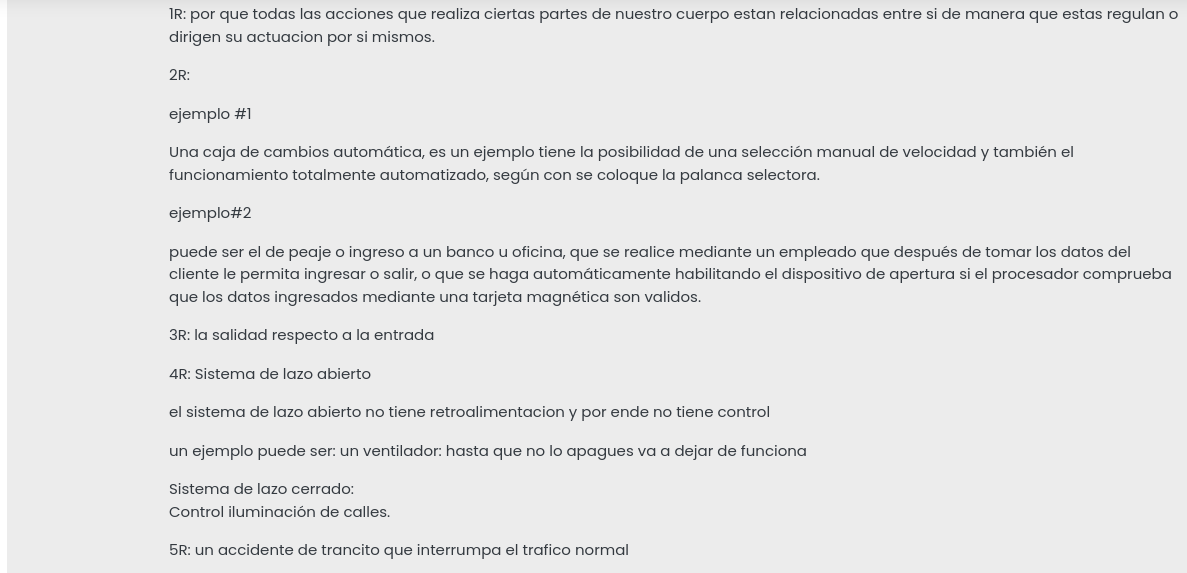 1R: por que todas las acciones que realiza ciertas partes de nuestro cuerpo estan relacionadas entre si de manera que estas regulan o
dirigen su actuacion por si mismos.
2R:
ejemplo #1
Una caja de cambios automática, es un ejemplo tiene la posibilidad de una selección manual de velocidad y también el
funcionamiento totalmente automatizado, según con se coloque la palanca selectora.
ejemplo#2
puede ser el de peaje o ingreso a un banco u oficina, que se realice mediante un empleado que después de tomar los datos del
cliente le permita ingresar o salir, o que se haga automáticamente habilitando el dispositivo de apertura si el procesador comprueba
que los datos ingresados mediante una tarjeta magnética son validos.
3R: la salidad respecto a la entrada
4R: Sistema de lazo abierto
el sistema de lazo abierto no tiene retroalimentacion y por ende no tiene control
un ejemplo puede ser: un ventilador: hasta que no lo apagues va a dejar de funciona
Sistema de lazo cerrado:
Control iluminación de calles.
5R: un accidente de trancito que interrumpa el trafico normal